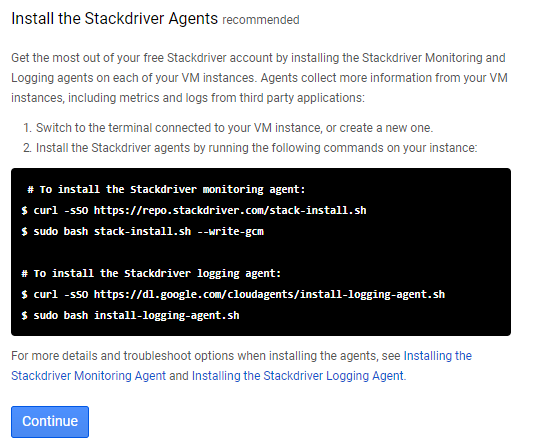 Install the Stackdriver Agents recommended
Get the most out of your free Stackdriver account by installing the Stackdriver Monitoring and
Logging agents on each of your VM instances. Agents collect more information from your VM
instances, including metrics and logs from third party applications:
1. Switch to the terminal connected to your VM instance, or create a new one.
2. Install the Stackdriver agents by running the following commands on your instance:
# To install the Stackdriver monitoring agent:
$ curl -sSO https://repo.stackdriver.com/stack-install.sh
$ sudo bash stack-install.sh --write-gcm
# To install the Stackdriver logging agent:
$ curl -sSO https://dl.google.com/cloudagents/install-logging-agent.sh
$ sudo bash install-logging-agent.sh
For more details and troubleshoot options when installing the agents, see Installing the
Stackdriver Monitoring Agent and Installing the Stackdriver Logging Agent.
Continue